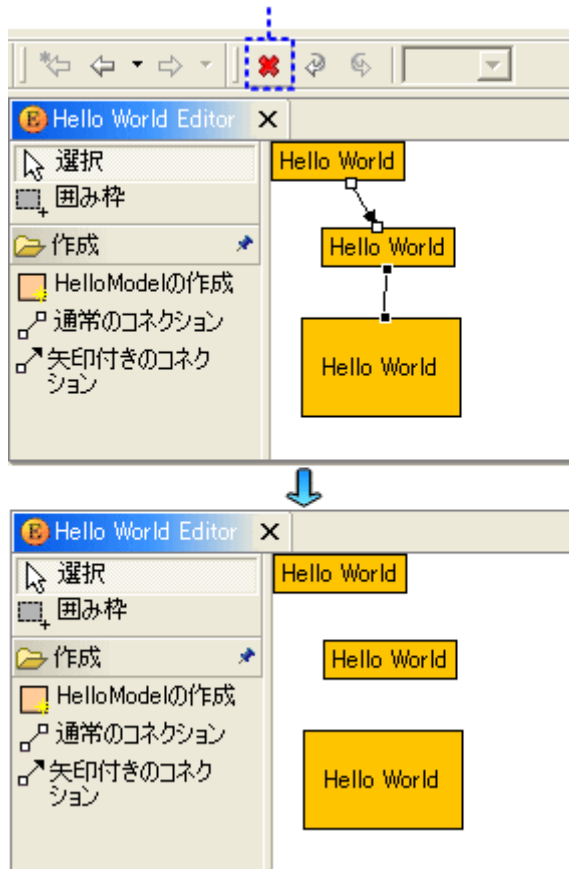 Hello World Editor
選択
囲み枠
作成
HelloModelの作成
通常のコネクション
矢印付きのコネク
ション
Hello World
Hello World
Hello World
Hello World Editor
選択
囲み枠
作成
HelloModelの作成
通常のコネクション
矢印付きのコネク
ション
Hello World
Hello World
Hello World